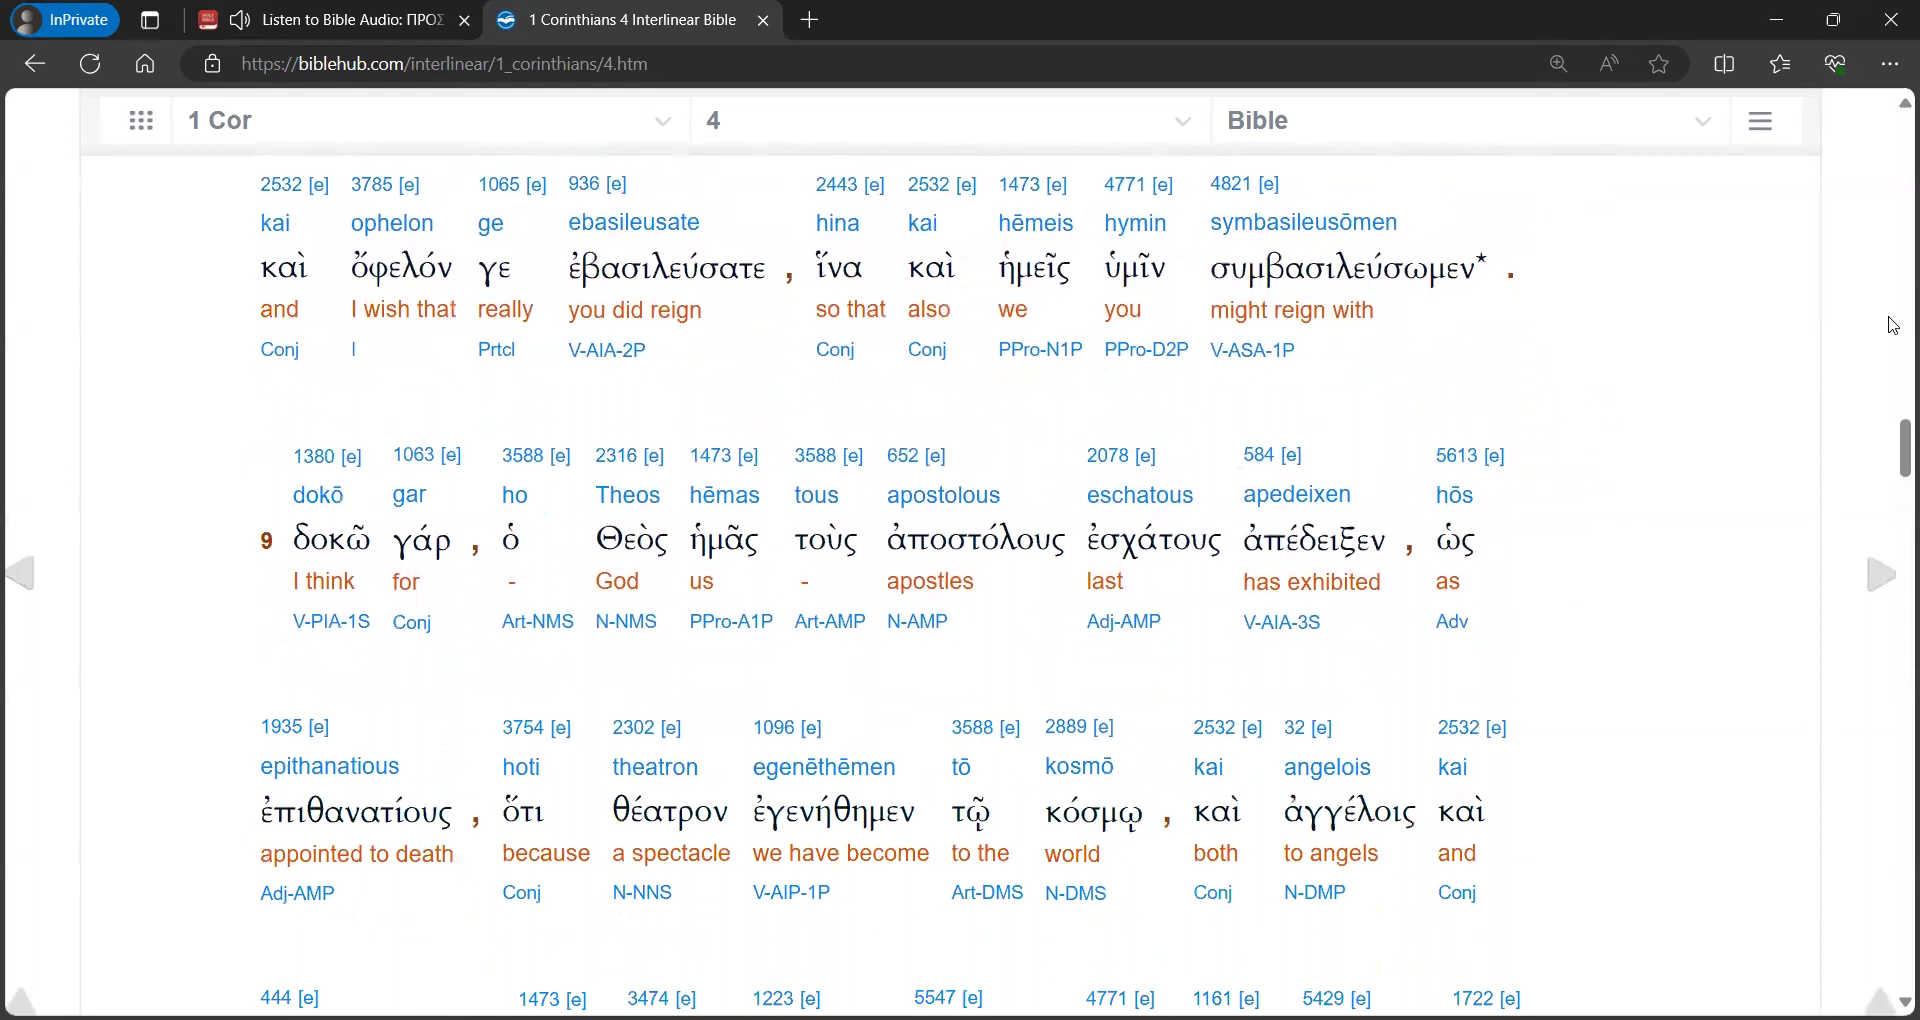 InPrivate
Listen to Bible Audio: ΠΡΟΣ
1 Corinthians 4 Interlinear Bible
https://biblehub.com/interlinear/1_corinthians/4.htm
1 Cor 4 Bible
2532 [e] 3785 [e] 1065 [e] 936 [e] 2443 [e] 2532 [e] 1473 [e] 4771 [e] 4821 [e]
kai ophelon ge ebasileusate hina kai hēmeis hymin symbasileusōmen
καὶ ὄφελόν γε ἐβασιλεύσατε , ἵνα καὶ ἡμεῖς ὑμῖν συμβασιλεύσωμεν* .
and I wish that really you did reign so that also we you might reign with
Conj I Prtcl V-AIA-2P Conj Conj PPro-N1P PPro-D2P V-ASA-1P
1380 [e] 1063 [e] 3588 [e] 2316 [e] 1473 [e] 3588 [e] 652 [e] 2078 [e] 584 [e] 5613 [e]
dokō gar ho Theos hēmas tous apostolous eschatous apedeixen hōs
9 δοκῶ γάρ , ὁ Θεὸς ἡμᾶς τοὺς ἀποστόλους ἐσχάτους ἀπέδειξεν , ὡς
I think for - God us - apostles last has exhibited as
V-PIA-1S Conj Art-NMS N-NMS PPro-A1P Art-AMP N-AMP Adj-AMP V-AIA-3S Adv
1935 [e] 3754 [e] 2302 [e] 1096 [e] 3588 [e] 2889 [e] 2532 [e] 32 [e] 2532 [e]
epithanatious hoti theatron egenēthēmen tō kosmō kai angelois kai
ἐπιθανατίους , ὅτι θέατρον ἐγενήθημεν τῷ κόσμῳ , καὶ ἀγγέλοις καὶ
appointed to death because a spectacle we have become to the world both to angels and
Adj-AMP Conj N-NNS V-AIP-1P Art-DMS N-DMS Conj N-DMP Conj
444 [e] 1473 [e] 3474 [e] 1223 [e] 5547 [e] 4771 [e] 1161 [e] 5429 [e] 1722 [e]